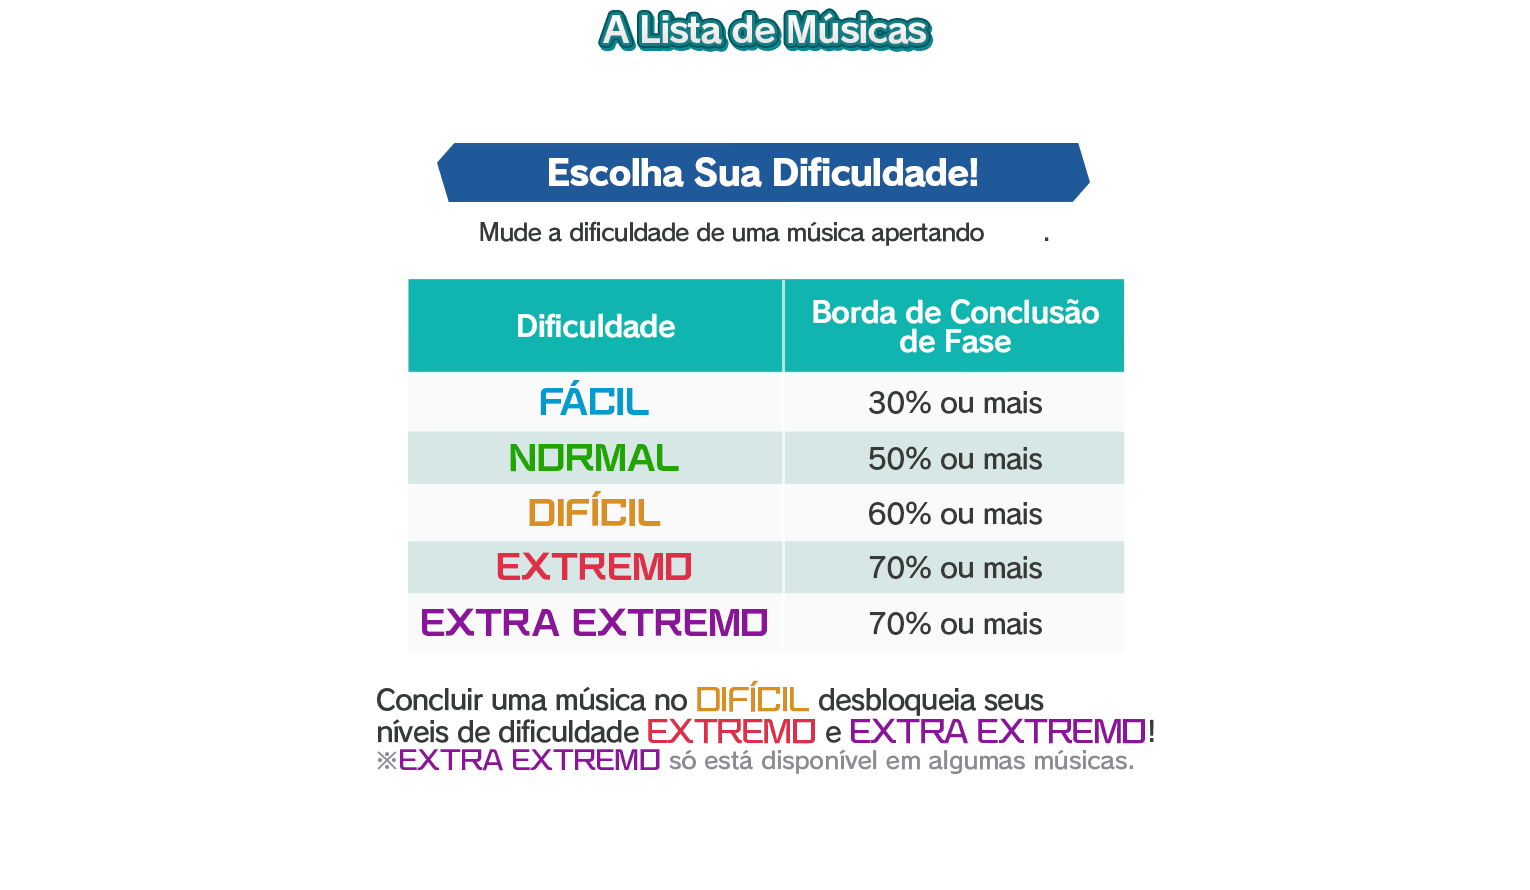 A Lista de Músicas
Escolha Sua Dificuldade!
Mude a dificuldade de uma música apertando .
Dificuldade
Borda de Conclusão
de Fase
FÁCIL
30% ou mais
NORMAL
50% ou mais
DIFÍCIL
60% ou mais
EXTREMO
70% ou mais
EXTRA EXTREMO
70% ou mais
Concluir uma música no DIFÍCIL desbloqueia seus
níveis de dificuldade EXTREMO e EXTRA EXTREMO!
※EXTRA EXTREMO só está disponível em algumas músicas.